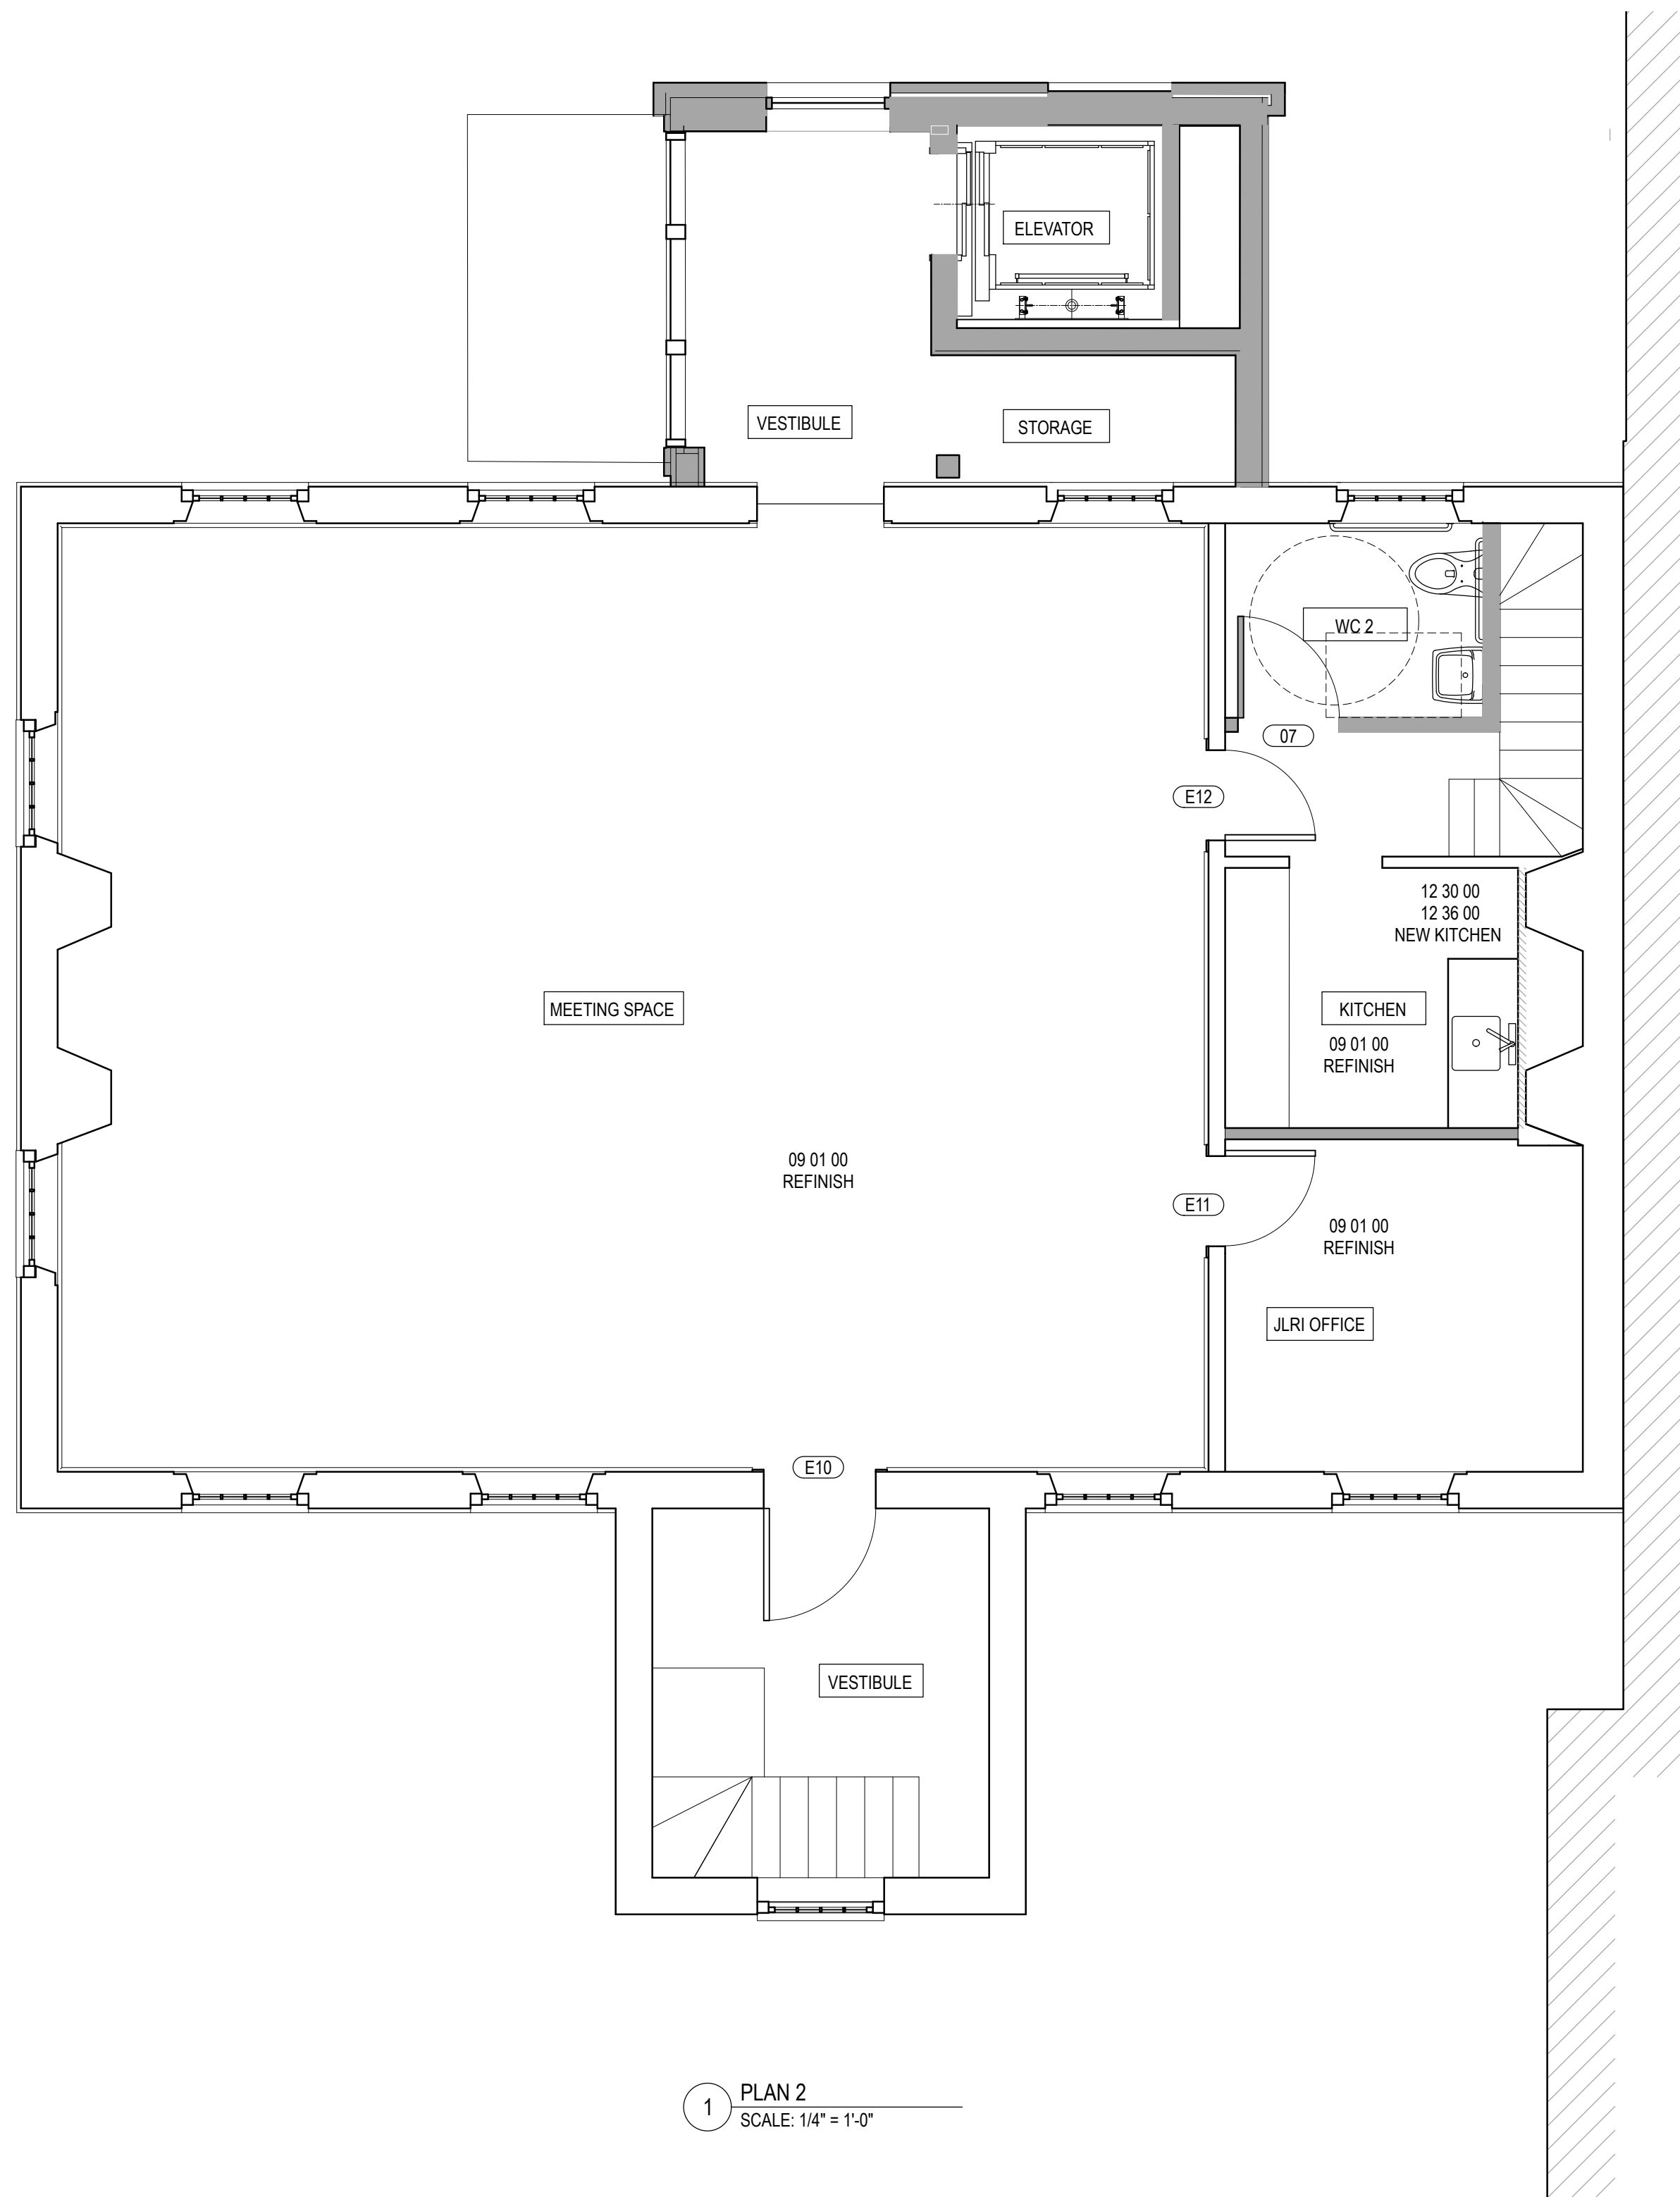 ELEVATOR
VESTIBULE
STORAGE
WC 2
07
E12
12 30 00
12 36 00
NEW KITCHEN
MEETING SPACE
KITCHEN
09 01 00
REFINISH
09 01 00
REFINISH
E11
09 01 00
REFINISH
JLRI OFFICE
E10
VESTIBULE
1
PLAN 2
SCALE: 1/4" = 1'-0"